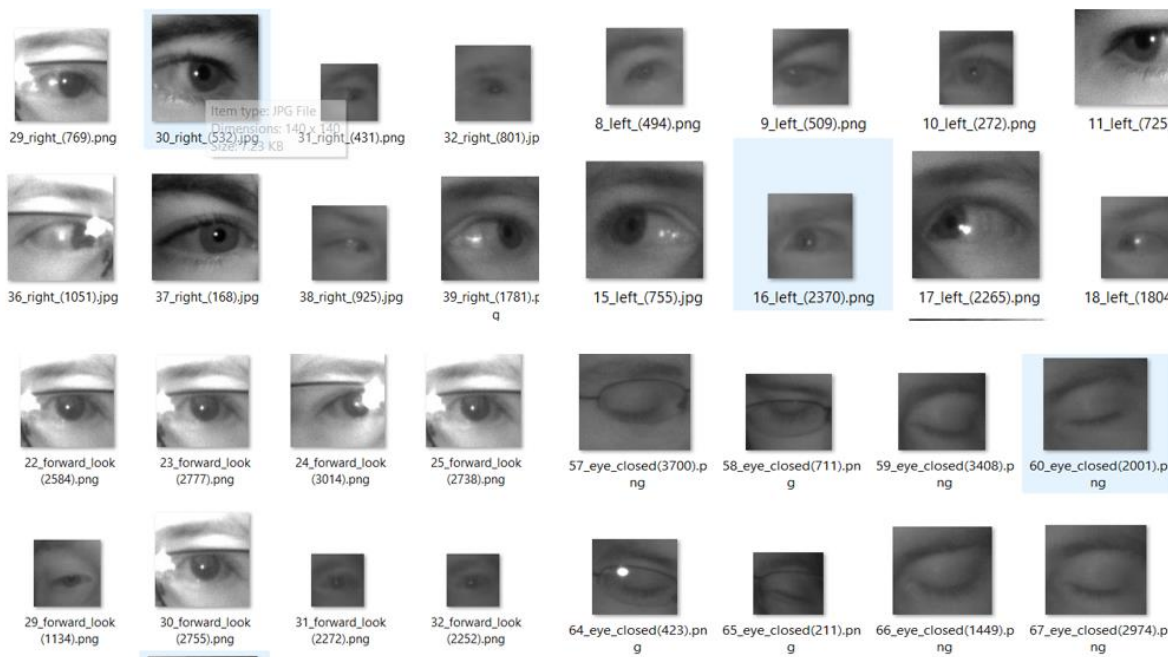 29_right_(769).png
30_right_(532).jpg
31_right_(431).png
32_right_(801).jp
Item type: JPG File
Dimensions: 140 x 140
Size: 7.23 KB
8_left_(494).png
9_left_(509).png
10_left_(272).png
11_left_(725
36_right_(1051).jpg
37_right_(168).jpg
38_right_(925).jpg
39_right_(1781).p
g
15_left_(755).jpg
16_left_(2370).png
17_left_(2265).png
18_left_(1804
22_forward_look
(2584).png
23_forward_look
(2777).png
24_forward_look
(3014).png
25_forward_look
(2738).png
57_eye_closed(3700).p
ng
58_eye_closed(711).pn
g
59_eye_closed(3408).p
ng
60_eye_closed(2001).p
ng
29_forward_look
(1134).png
30_forward_look
(2755).png
31_forward_look
(2272).png
32_forward_look
(2252).png
64_eye_closed(423).pn
g
65_eye_closed(211).pn
g
66_eye_closed(1449).p
ng
67_eye_closed(2974).p
ng